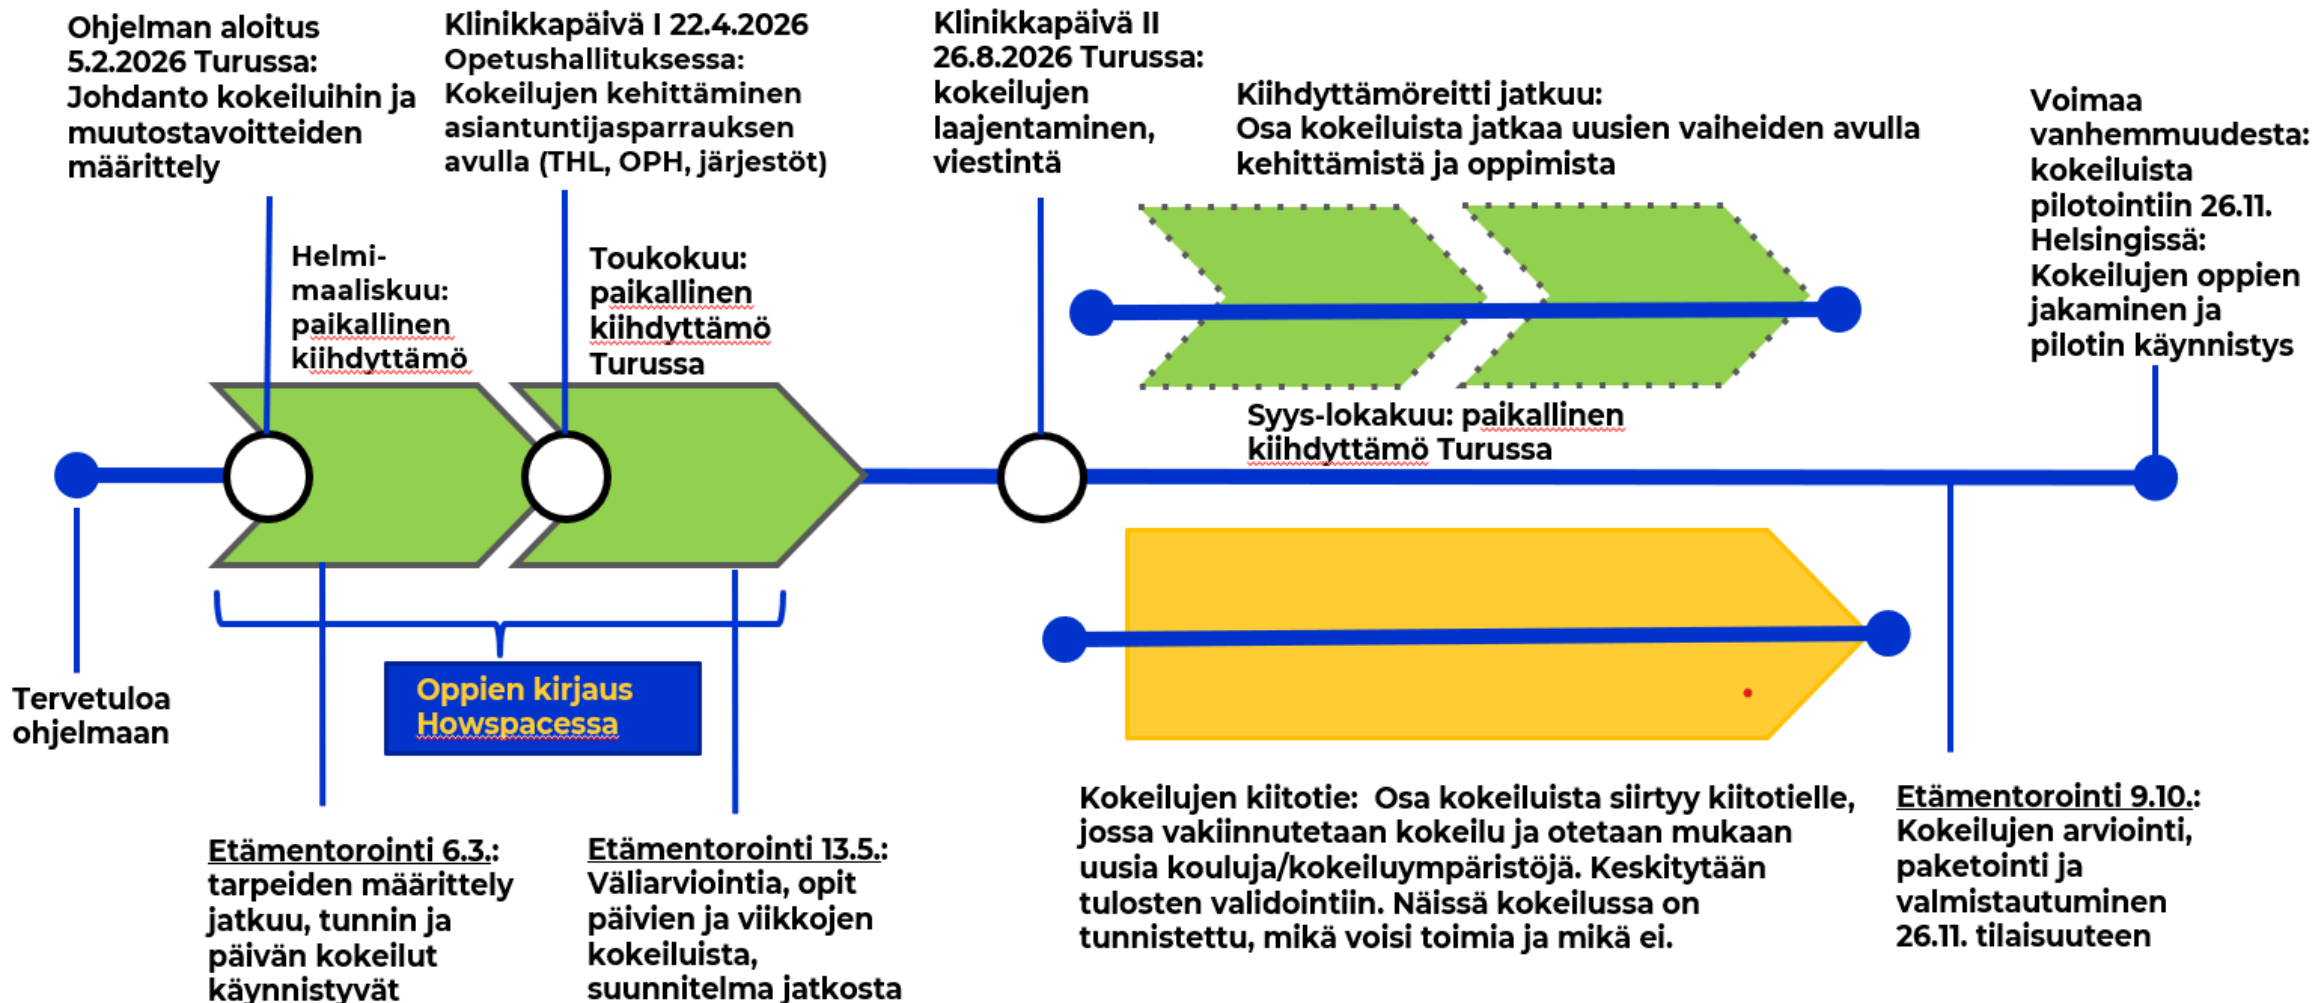 Ohjelman aloitus
5.2.2026 Turussa:
Johdanto kokeiluihin ja
muutostavoitteiden
määrittely
Klinikkapäivä I 22.4.2026
Opetushallituksessa:
Kokeilujen kehittäminen
asiantuntijasparrauksen
avulla (THL, OPH, järjestöt)
Klinikkapäivä II
26.8.2026 Turussa:
kokeilujen
laajentaminen,
viestintä
Kiihdyttämöreitti jatkuu:
Osa kokeiluista jatkaa uusien vaiheiden avulla
kehittämistä ja oppimista
Voimaa
vanhemmuudesta:
kokeiluista
pilotointiin 26.11.
Helsingissä:
Kokeilujen oppien
jakaminen ja
pilotin käynnistys
Helmi-
maaliskuu:
paikallinen
kiihdyttämö
Toukokuu:
paikallinen
kiihdyttämö
Turussa
Syys-lokakuu: paikallinen
kiihdyttämö Turussa
Tervetuloa
ohjelmaan
Oppien kirjaus
Howspacessa
Etämentorointi 6.3.:
tarpeiden määrittely
jatkuu, tunnin ja
päivän kokeilut
käynnistyvät
Etämentorointi 13.5.:
Väliarviointia, opit
päivien ja viikkojen
kokeiluista,
suunnitelma jatkosta
Kokeilujen kiitotie:  Osa kokeiluista siirtyy kiitotielle,
jossa vakiinnutetaan kokeilu ja otetaan mukaan
uusia kouluja/kokeiluympäristöjä. Keskitytään
tulosten validointiin. Näissä kokeilussa on
tunnistettu, mikä voisi toimia ja mikä ei.
Etämentorointi 9.10.:
Kokeilujen arviointi,
paketointi ja
valmistautuminen
26.11. tilaisuuteen